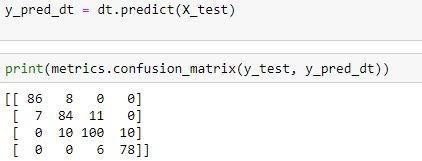 y_pred_dt = dt.predict(X_test)
print(metrics.confusion_matrix(y_test, y_pred_dt))
[[ 86   8   0   0]
 [  7  84  11   0]
 [  0  10 100  10]
 [  0   0   6  78]]